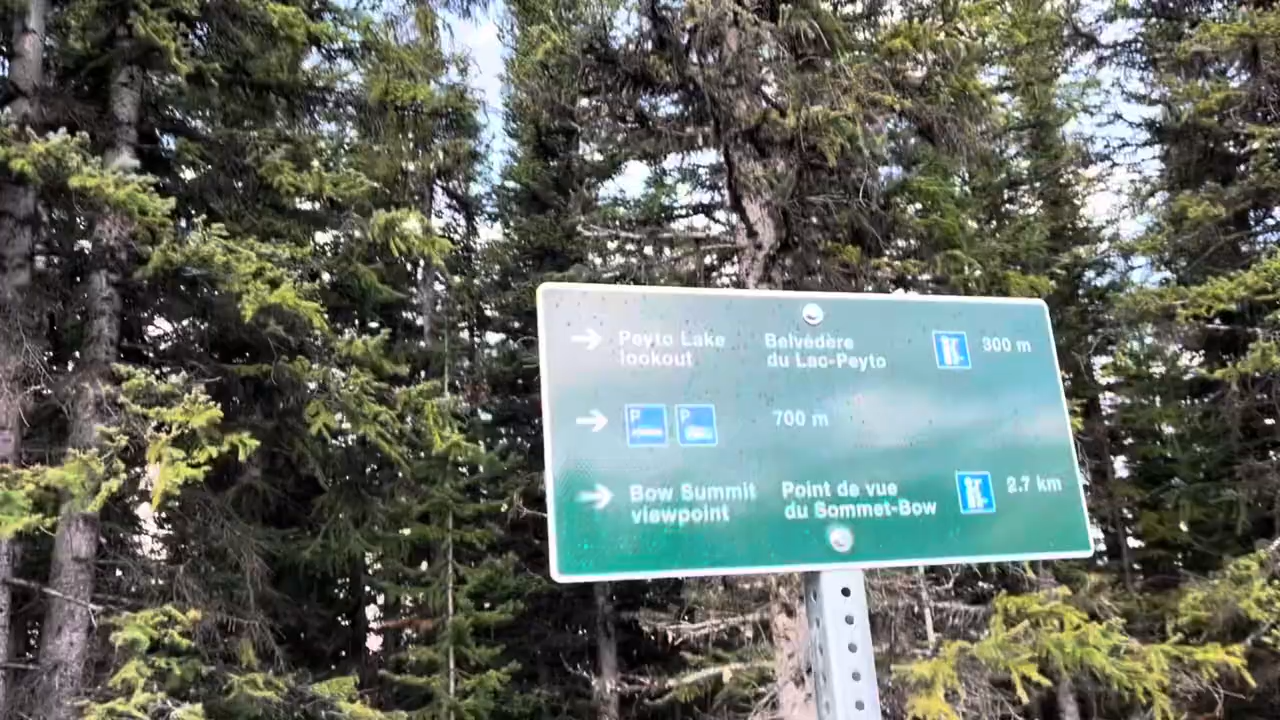 Peyto Lake
lookout
Belvédère
du Lac-Peyto
300 m
P P
700 m
Bow Summit
viewpoint
Point de vue
du Sommet-Bow
2.7 km